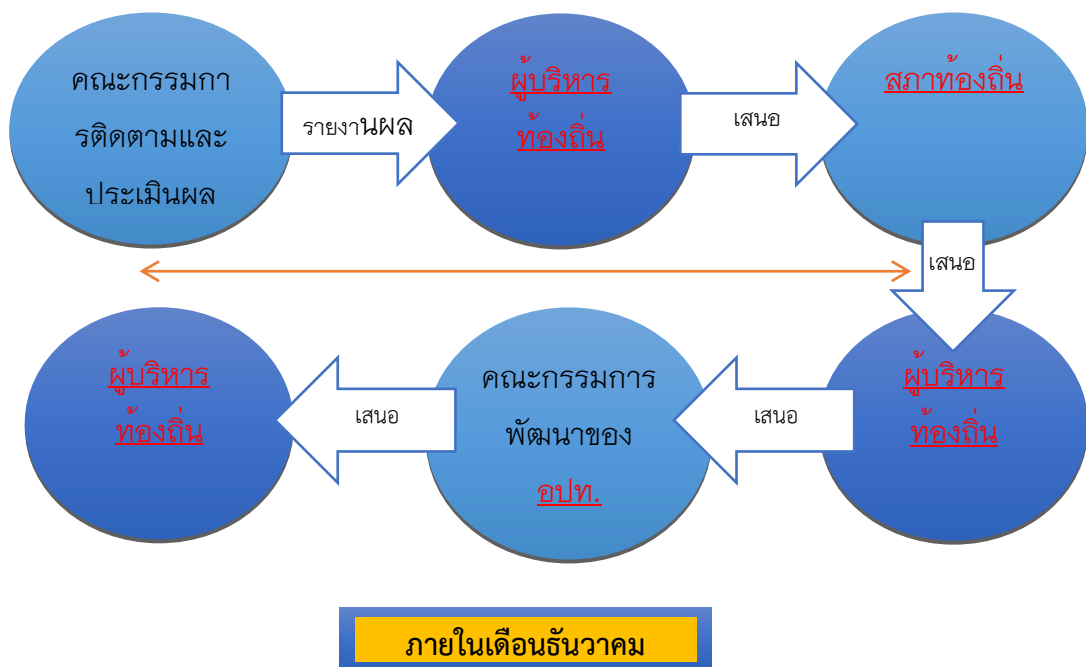 คณะกรรมกา
รติดตามและ
ประเมินผล
รายงานผล
ผู้บริหาร
ท้องถิ่น
เสนอ
สภาท้องถิ่น
เสนอ
ผู้บริหาร
ท้องถิ่น
เสนอ
คณะกรรมการ
พัฒนาของ
อปท.
เสนอ
ผู้บริหาร
ท้องถิ่น
ภายในเดือนธันวาคม